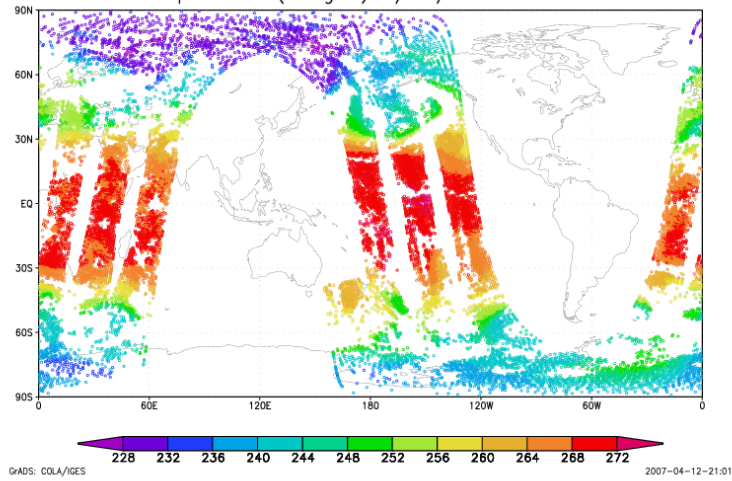 90N
60N
30N
EQ
30S
60S
90S
0 60E 120E 180 120W 60W 0
228 232 236 240 244 248 252 256 260 264 268 272
GrADS: COLA/IGES 2007-04-12-21:01